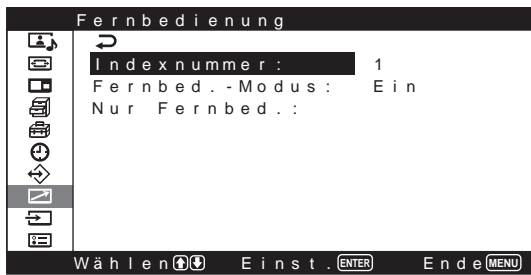 Fernbedienung
Indexnummer: 1
Fernbed.-Modus: Ein
Nur Fernbed.:
Wählen Einst. ENTER Ende MENU